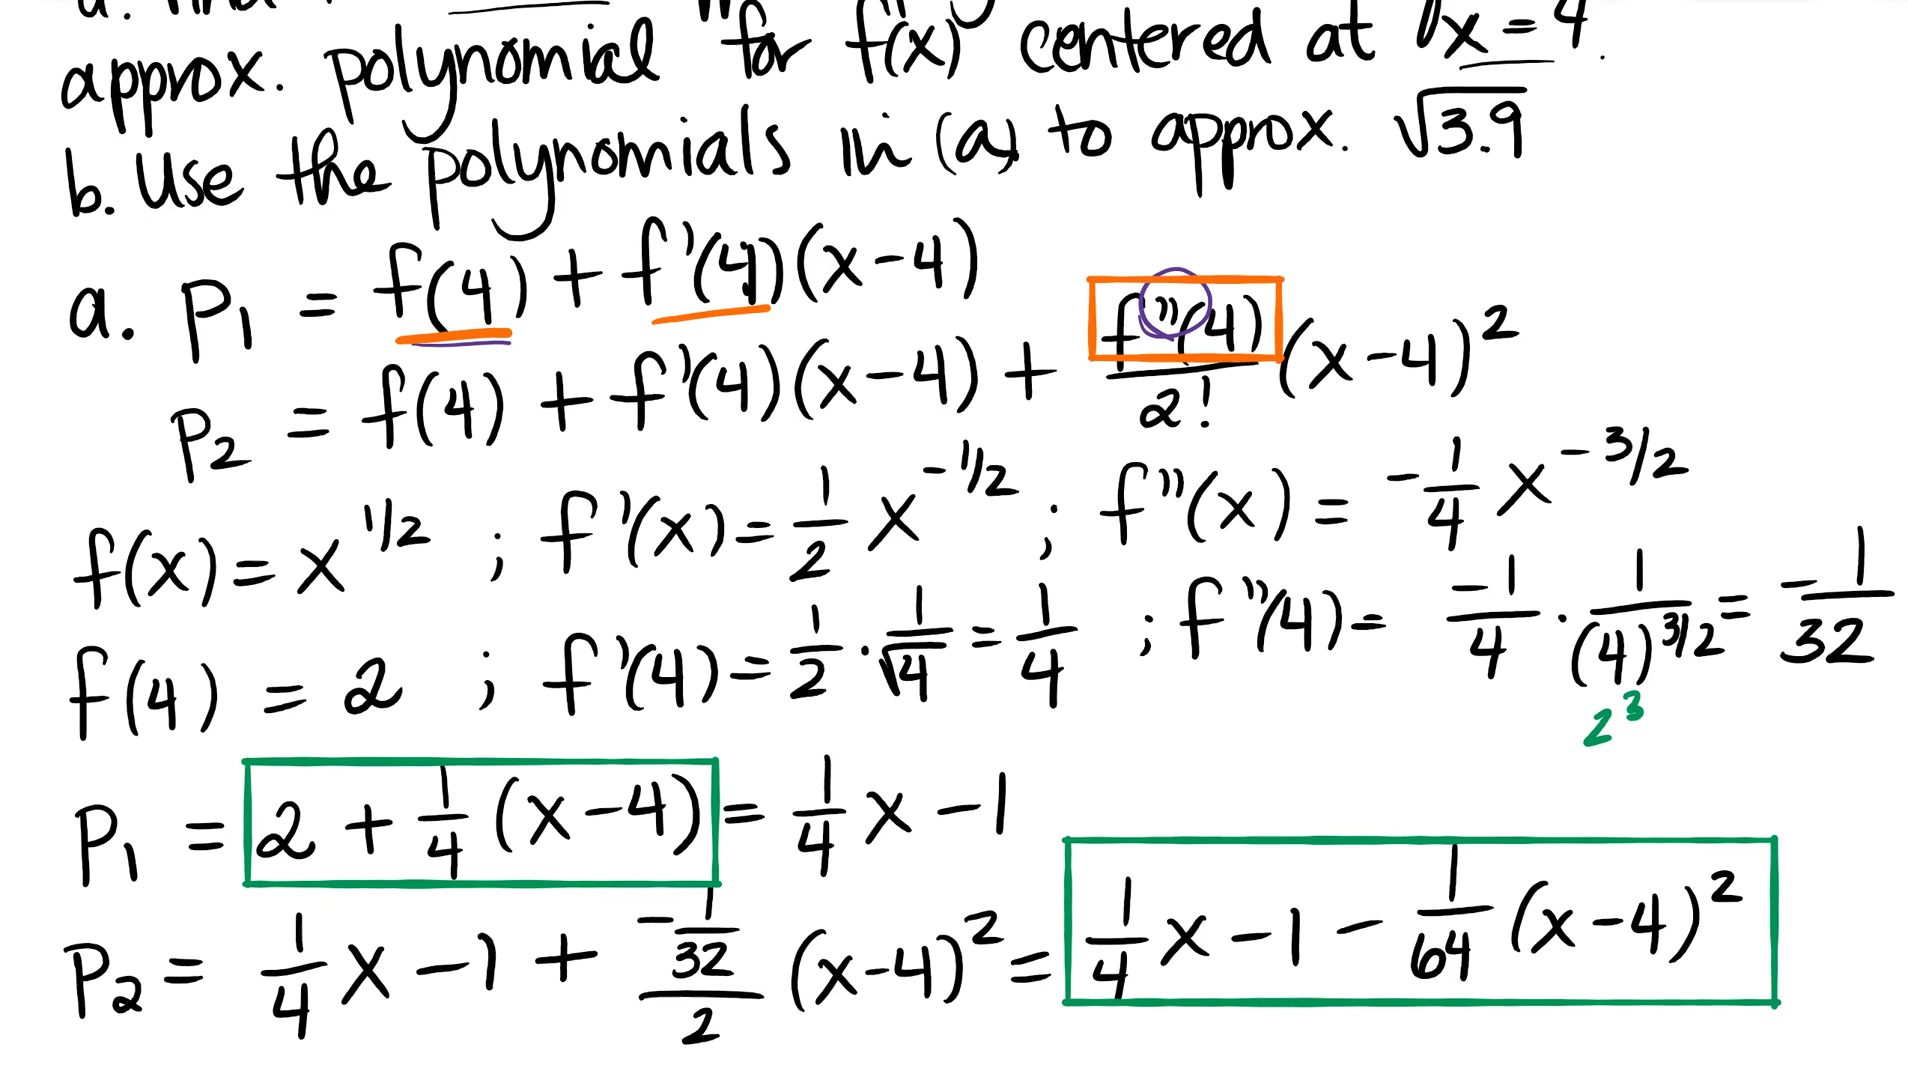 approx. polynomial for f(x) centered at x = 4.
b. Use the polynomials in (a) to approx. √3.9
a. P₁ = f(4) + f'(4)(x-4)
P₂ = f(4) + f'(4)(x-4) + f''(4)/2! (x-4)²
f(x) = x^1/2 ; f'(x) = 1/2 x^-1/2 ; f''(x) = -1/4 x^-3/2
f(4) = 2 ; f'(4) = 1/2 · 1/√4 = 1/4 ; f''(4) = -1/4 · 1/(4)^3/2 = -1/32
2³
P₁ = 2 + 1/4 (x-4) = 1/4 x - 1
P₂ = 1/4 x - 1 + (-1/32)/2 (x-4)² = 1/4 x - 1 - 1/64 (x-4)²